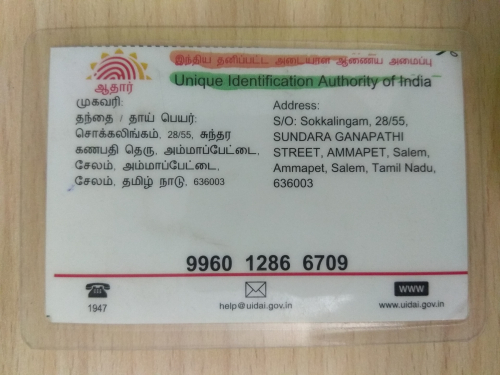 இந்திய தனிப்பட்ட அடையாள ஆணைய அமைப்பு
Unique Identification Authority of India
ஆதார்
முகவரி:
தந்தை / தாய் பெயர்:
சொக்கலிங்கம், 28/55, சுந்தர
கணபதி தெரு, அம்மாப்பேட்டை,
சேலம், அம்மாப்பேட்டை,
சேலம், தமிழ் நாடு, 636003
Address:
S/O: Sokkalingam, 28/55,
SUNDARA GANAPATHI
STREET, AMMAPET, Salem,
Ammapet, Salem, Tamil Nadu,
636003
9960 1286 6709
1947
help@uidai.gov.in
WWW
www.uidai.gov.in